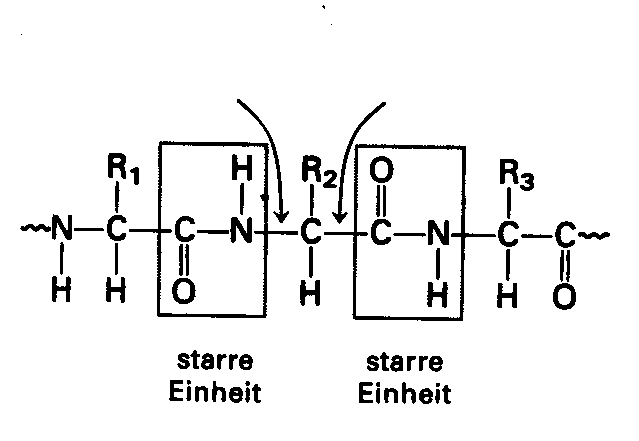 H R2 O
R1 R3
N C C N C C N C C
H H O H H H O
starre starre
Einheit Einheit